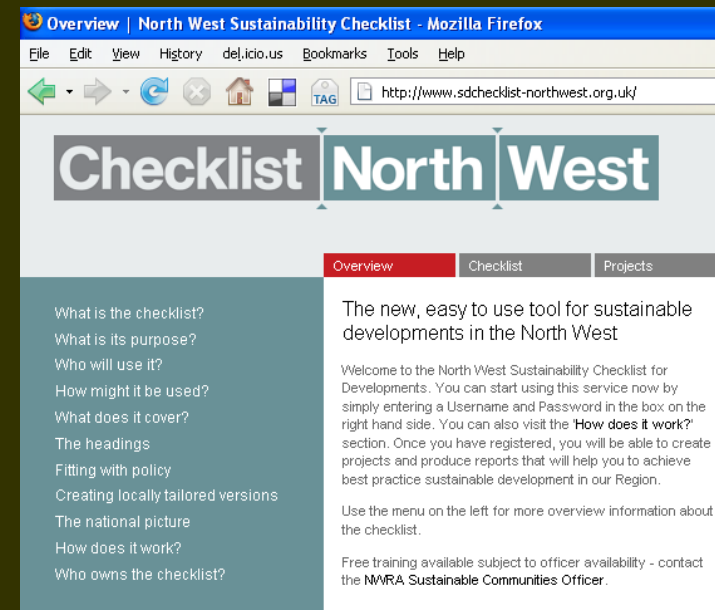 Overview | North West Sustainability Checklist - Mozilla Firefox
File Edit View History del.icio.us Bookmarks Tools Help
TAG http://www.sdchecklist-northwest.org.uk/
Checklist North West
Overview Checklist Projects
What is the checklist?
What is its purpose?
Who will use it?
How might it be used?
What does it cover?
The headings
Fitting with policy
Creating locally tailored versions
The national picture
How does it work?
Who owns the checklist?
The new, easy to use tool for sustainable
developments in the North West
Welcome to the North West Sustainability Checklist for
Developments. You can start using this service now by
simply entering a Username and Password in the box on the
right hand side. You can also visit the 'How does it work?'
section. Once you have registered, you will be able to create
projects and produce reports that will help you to achieve
best practice sustainable development in our Region.
Use the menu on the left for more overview information about
the checklist.
Free training available subject to officer availability - contact
the NWRA Sustainable Communities Officer.